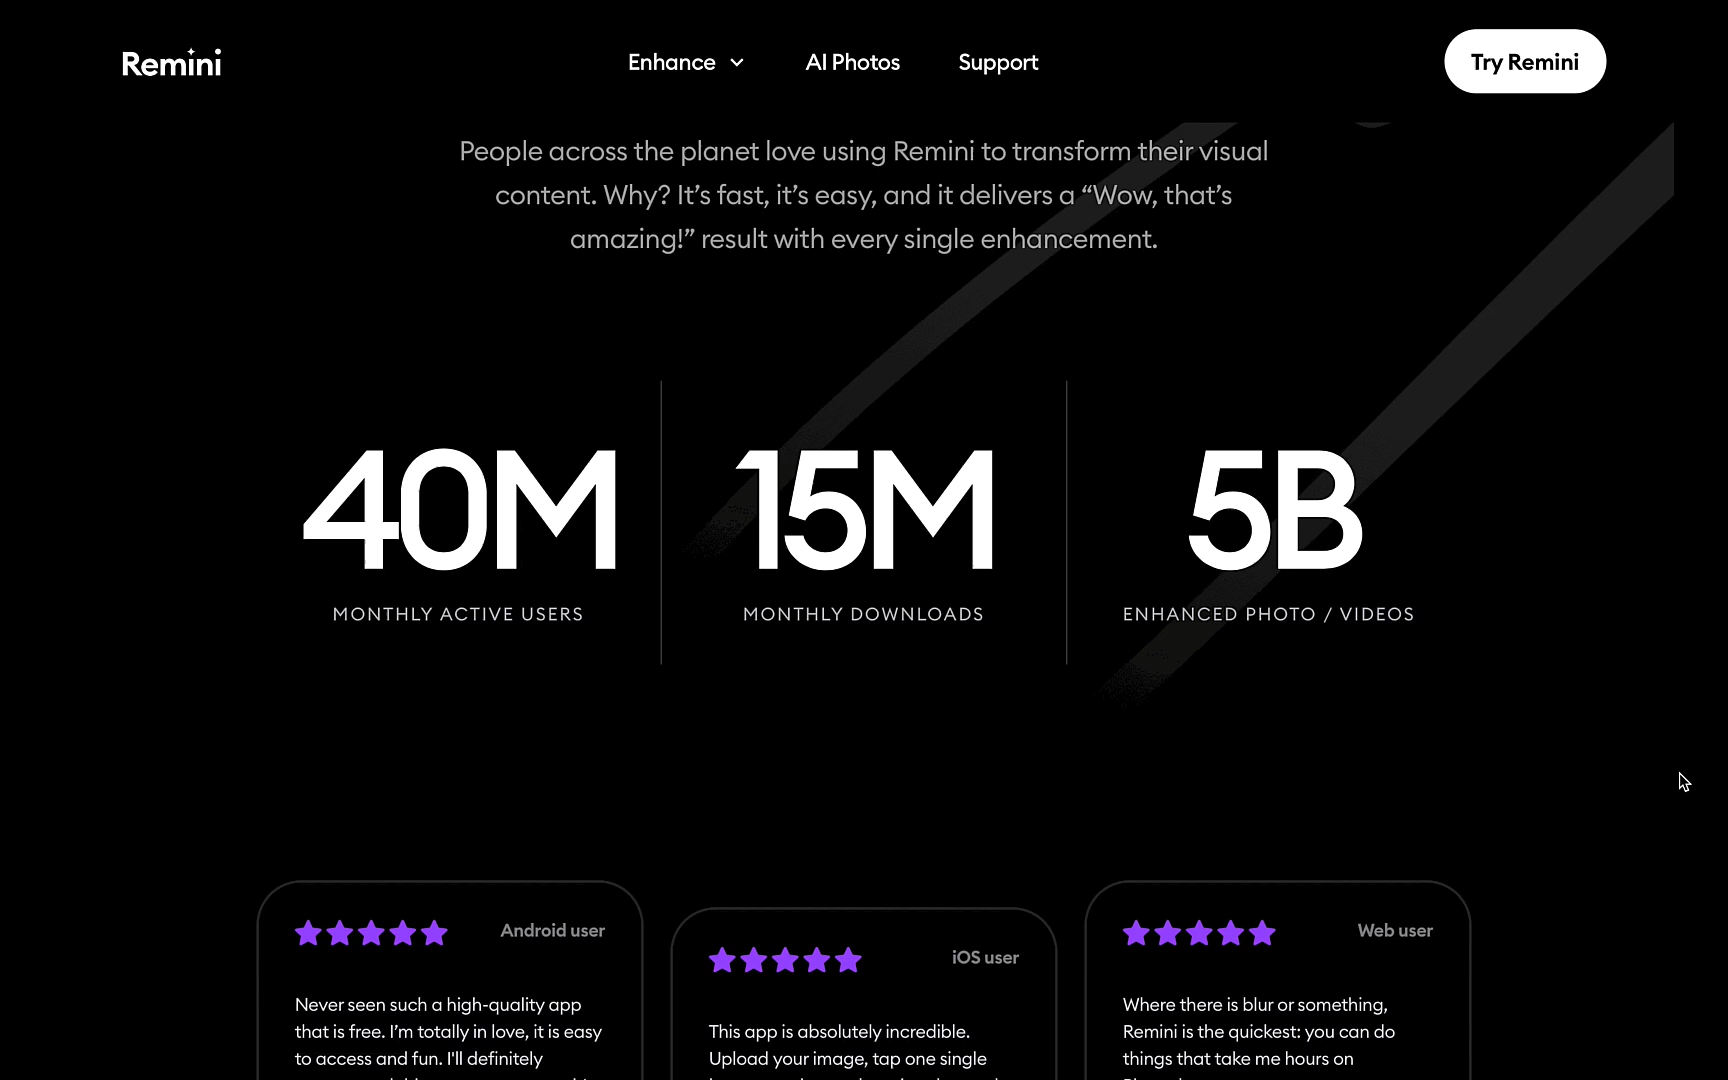 Remini
Enhance
AI Photos
Support
Try Remini
People across the planet love using Remini to transform their visual
content. Why? It’s fast, it’s easy, and it delivers a “Wow, that’s
amazing!” result with every single enhancement.
40M
MONTHLY ACTIVE USERS
15M
MONTHLY DOWNLOADS
5B
ENHANCED PHOTO / VIDEOS
Android user
Never seen such a high-quality app
that is free. I’m totally in love, it is easy
to access and fun. I'll definitely
iOS user
This app is absolutely incredible.
Upload your image, tap one single
Web user
Where there is blur or something,
Remini is the quickest: you can do
things that take me hours on